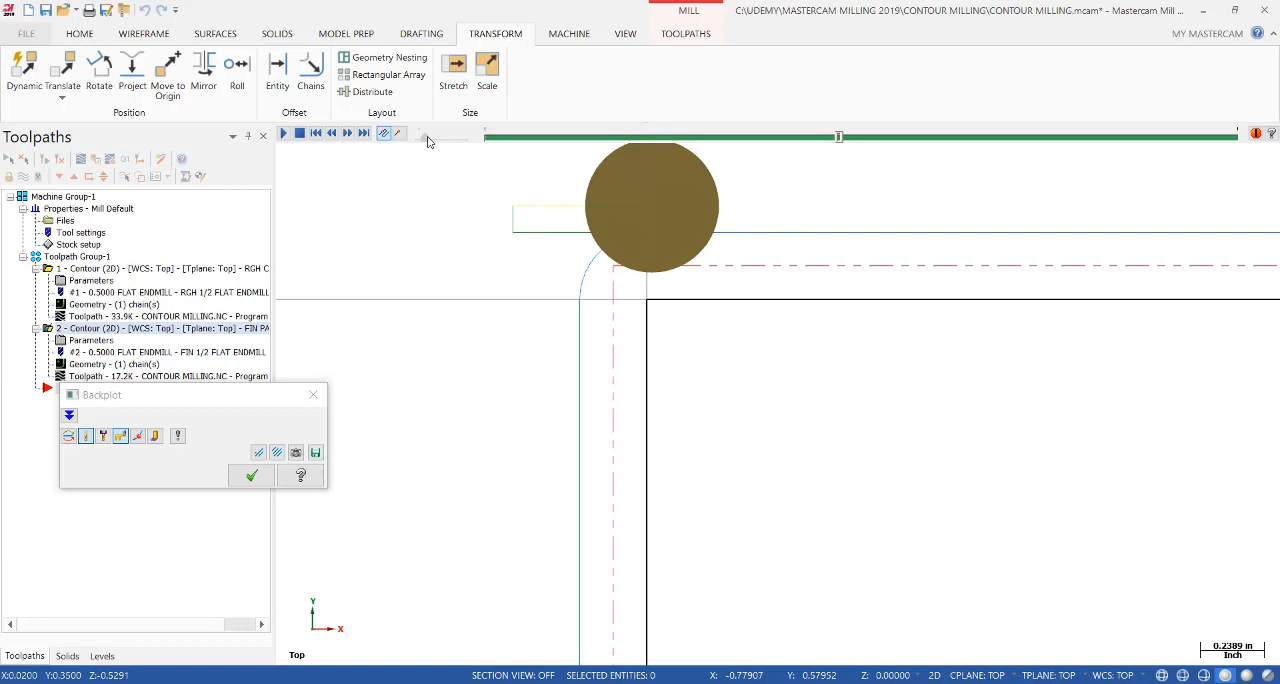 2019
MILL
C:\UDEMY\MASTERCAM MILLING 2019\CONTOUR MILLING\CONTOUR MILLING.mcam* - Mastercam Mill ...
FILE
HOME
WIREFRAME
SURFACES
SOLIDS
MODEL PREP
TRANSFORM
DRAFTING
MACHINE
VIEW
TOOLPATHS
MY MASTERCAM
Dynamic
Translate
Rotate
Project
Move to Origin
Mirror
Roll
Entity
Chains
Geometry Nesting
Rectangular Array
Distribute
Stretch
Scale
Position
Offset
Layout
Size
Toolpaths
G1
Machine Group-1
Properties - Mill Default
Files
Tool settings
Stock setup
Toolpath Group-1
1 - Contour (2D) - [WCS: Top] - [Tplane: Top] - RGH C
Parameters
#1 - 0.5000 FLAT ENDMILL - RGH 1/2 FLAT ENDMILL
Geometry - (1) chain(s)
Toolpath - 33.9K - CONTOUR MILLING.NC - Program
2 - Contour (2D) - [WCS: Top] - [Tplane: Top] - FIN PA
Parameters
#2 - 0.5000 FLAT ENDMILL - FIN 1/2 FLAT ENDMILL
Geometry - (1) chain(s)
Toolpath - 17.2K - CONTOUR MILLING.NC - Program
Backplot
Y
X
Top
0.2389 in
Inch
Toolpaths
Solids
Levels
X:0.0200 Y:0.3500 Z:-0.5291
SECTION VIEW: OFF
SELECTED ENTITIES: 0
X: -0.77907
Y: 0.57952
Z: 0.00000
2D
CPLANE: TOP
TPLANE: TOP
WCS: TOP